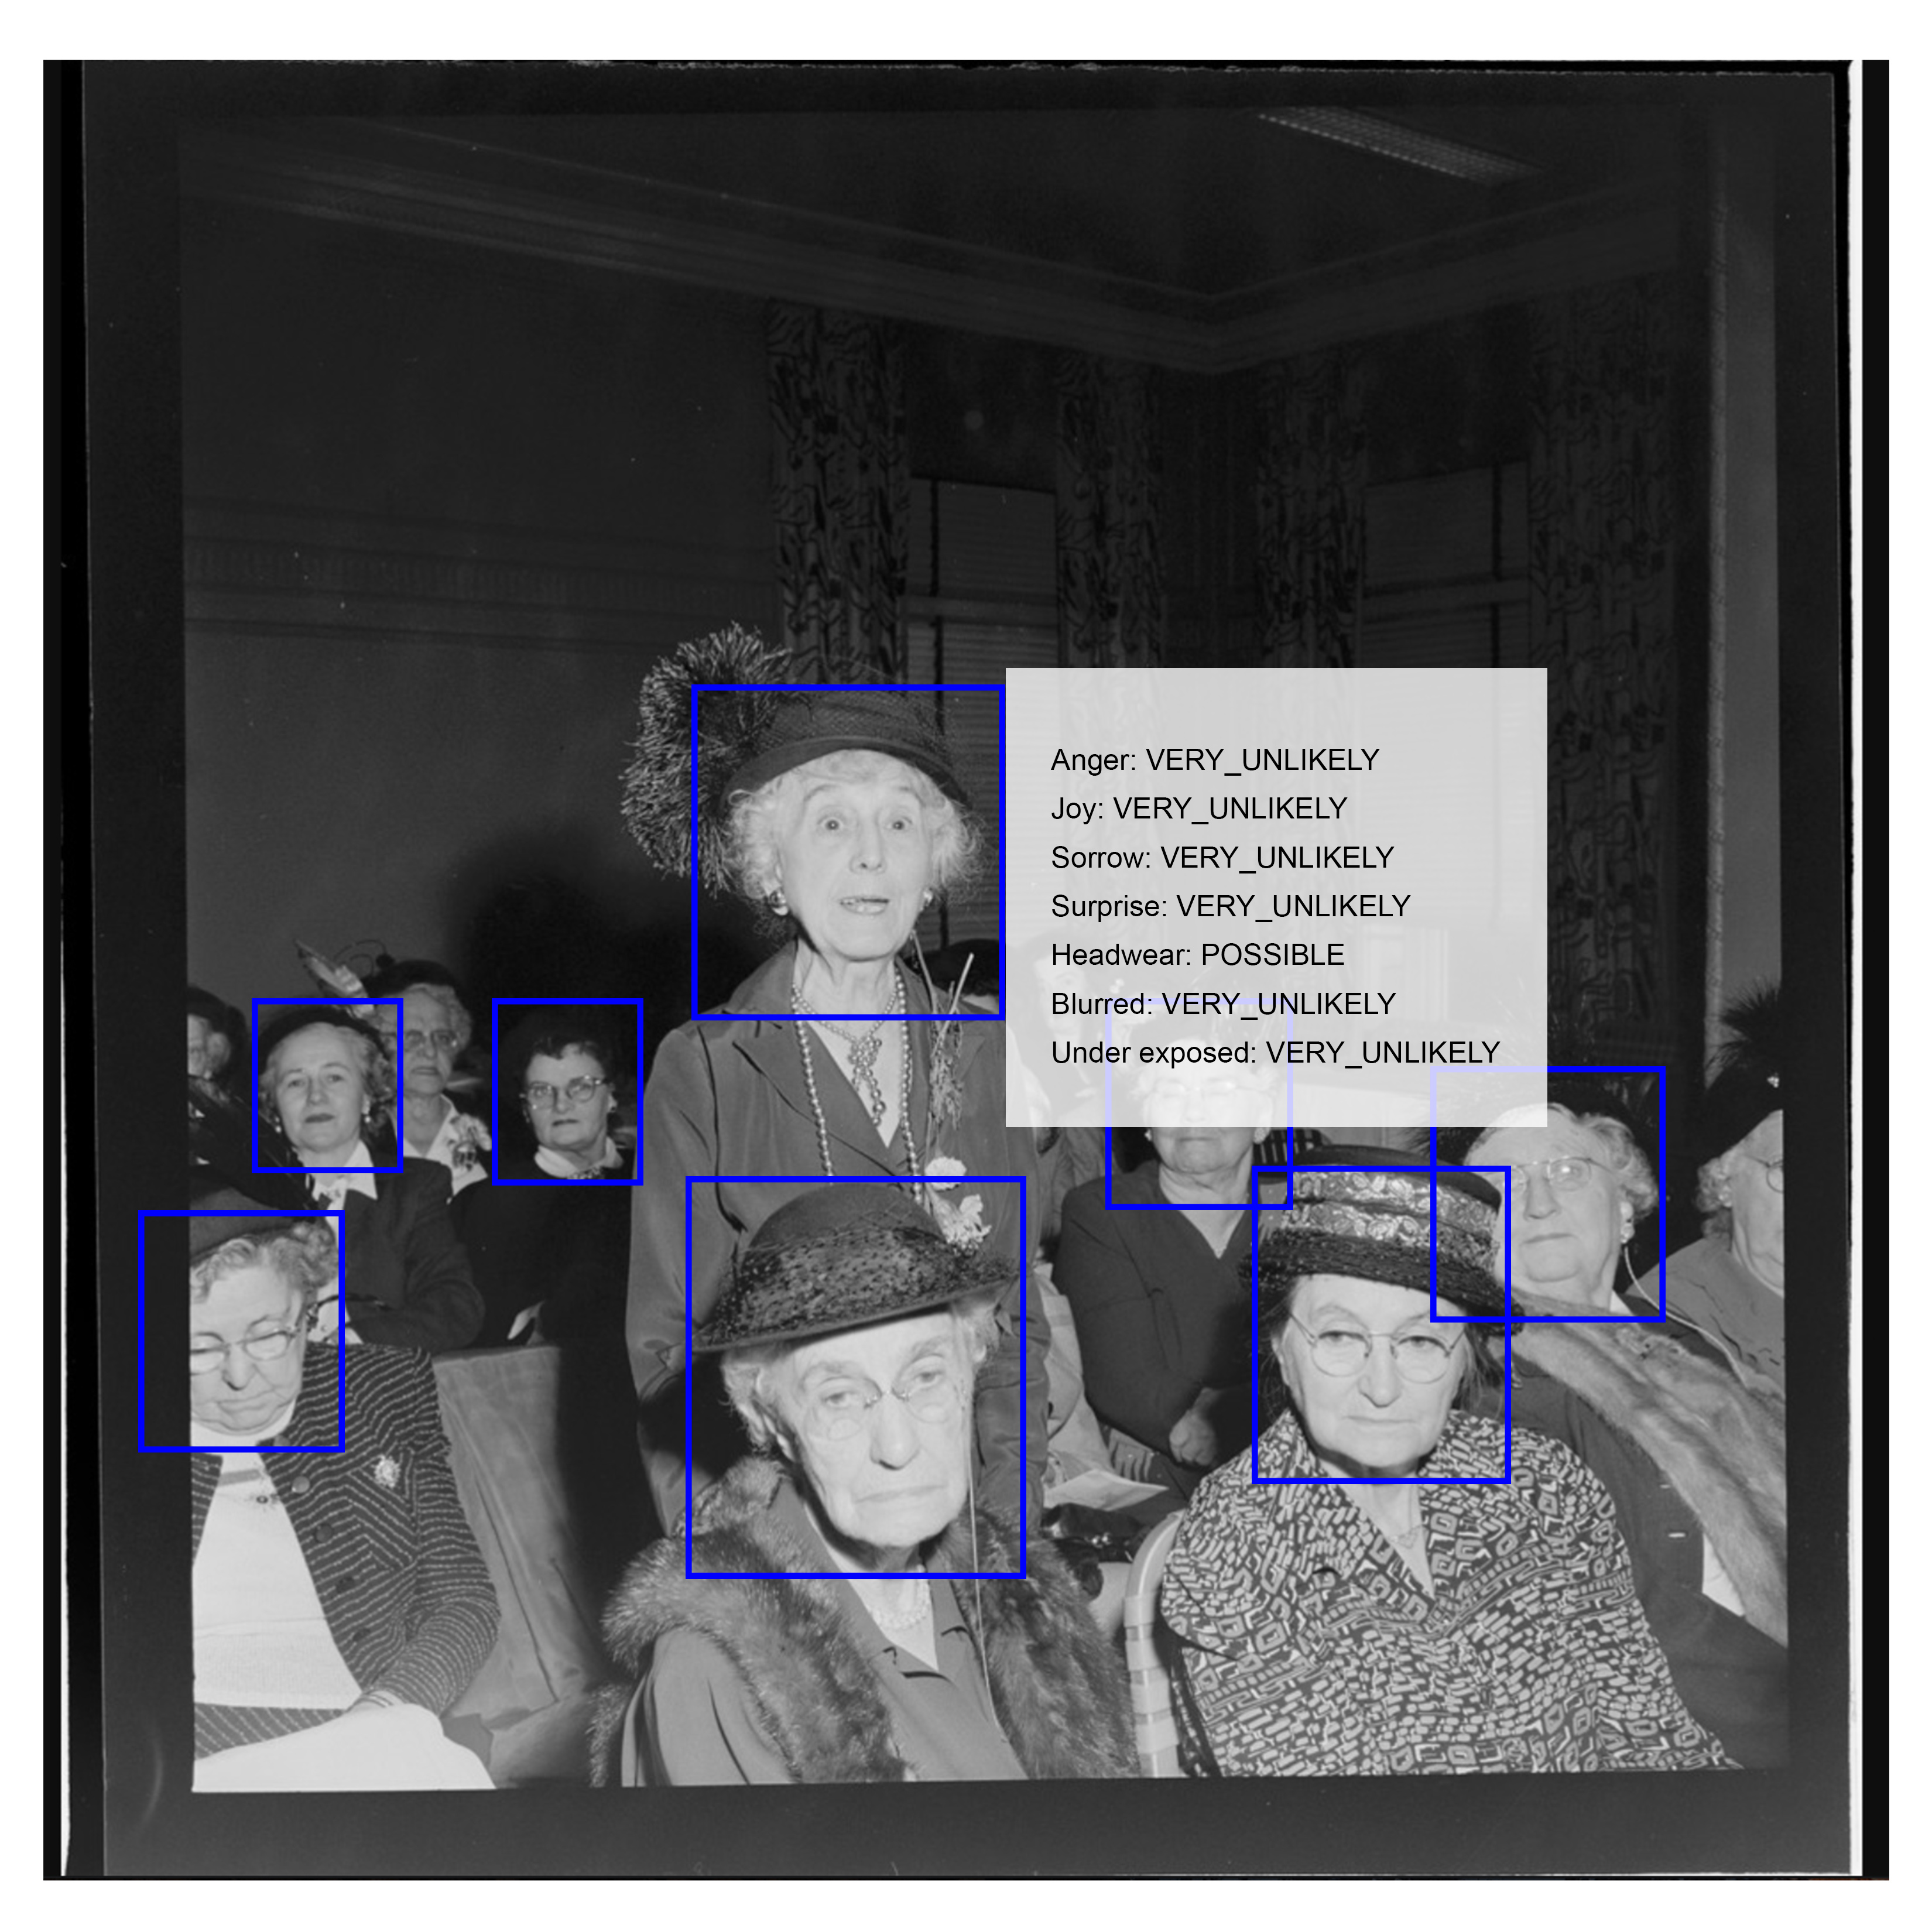 Anger: VERY_UNLIKELY
Joy: VERY_UNLIKELY
Sorrow: VERY_UNLIKELY
Surprise: VERY_UNLIKELY
Headwear: POSSIBLE
Blurred: VERY_UNLIKELY
Under exposed: VERY_UNLIKELY